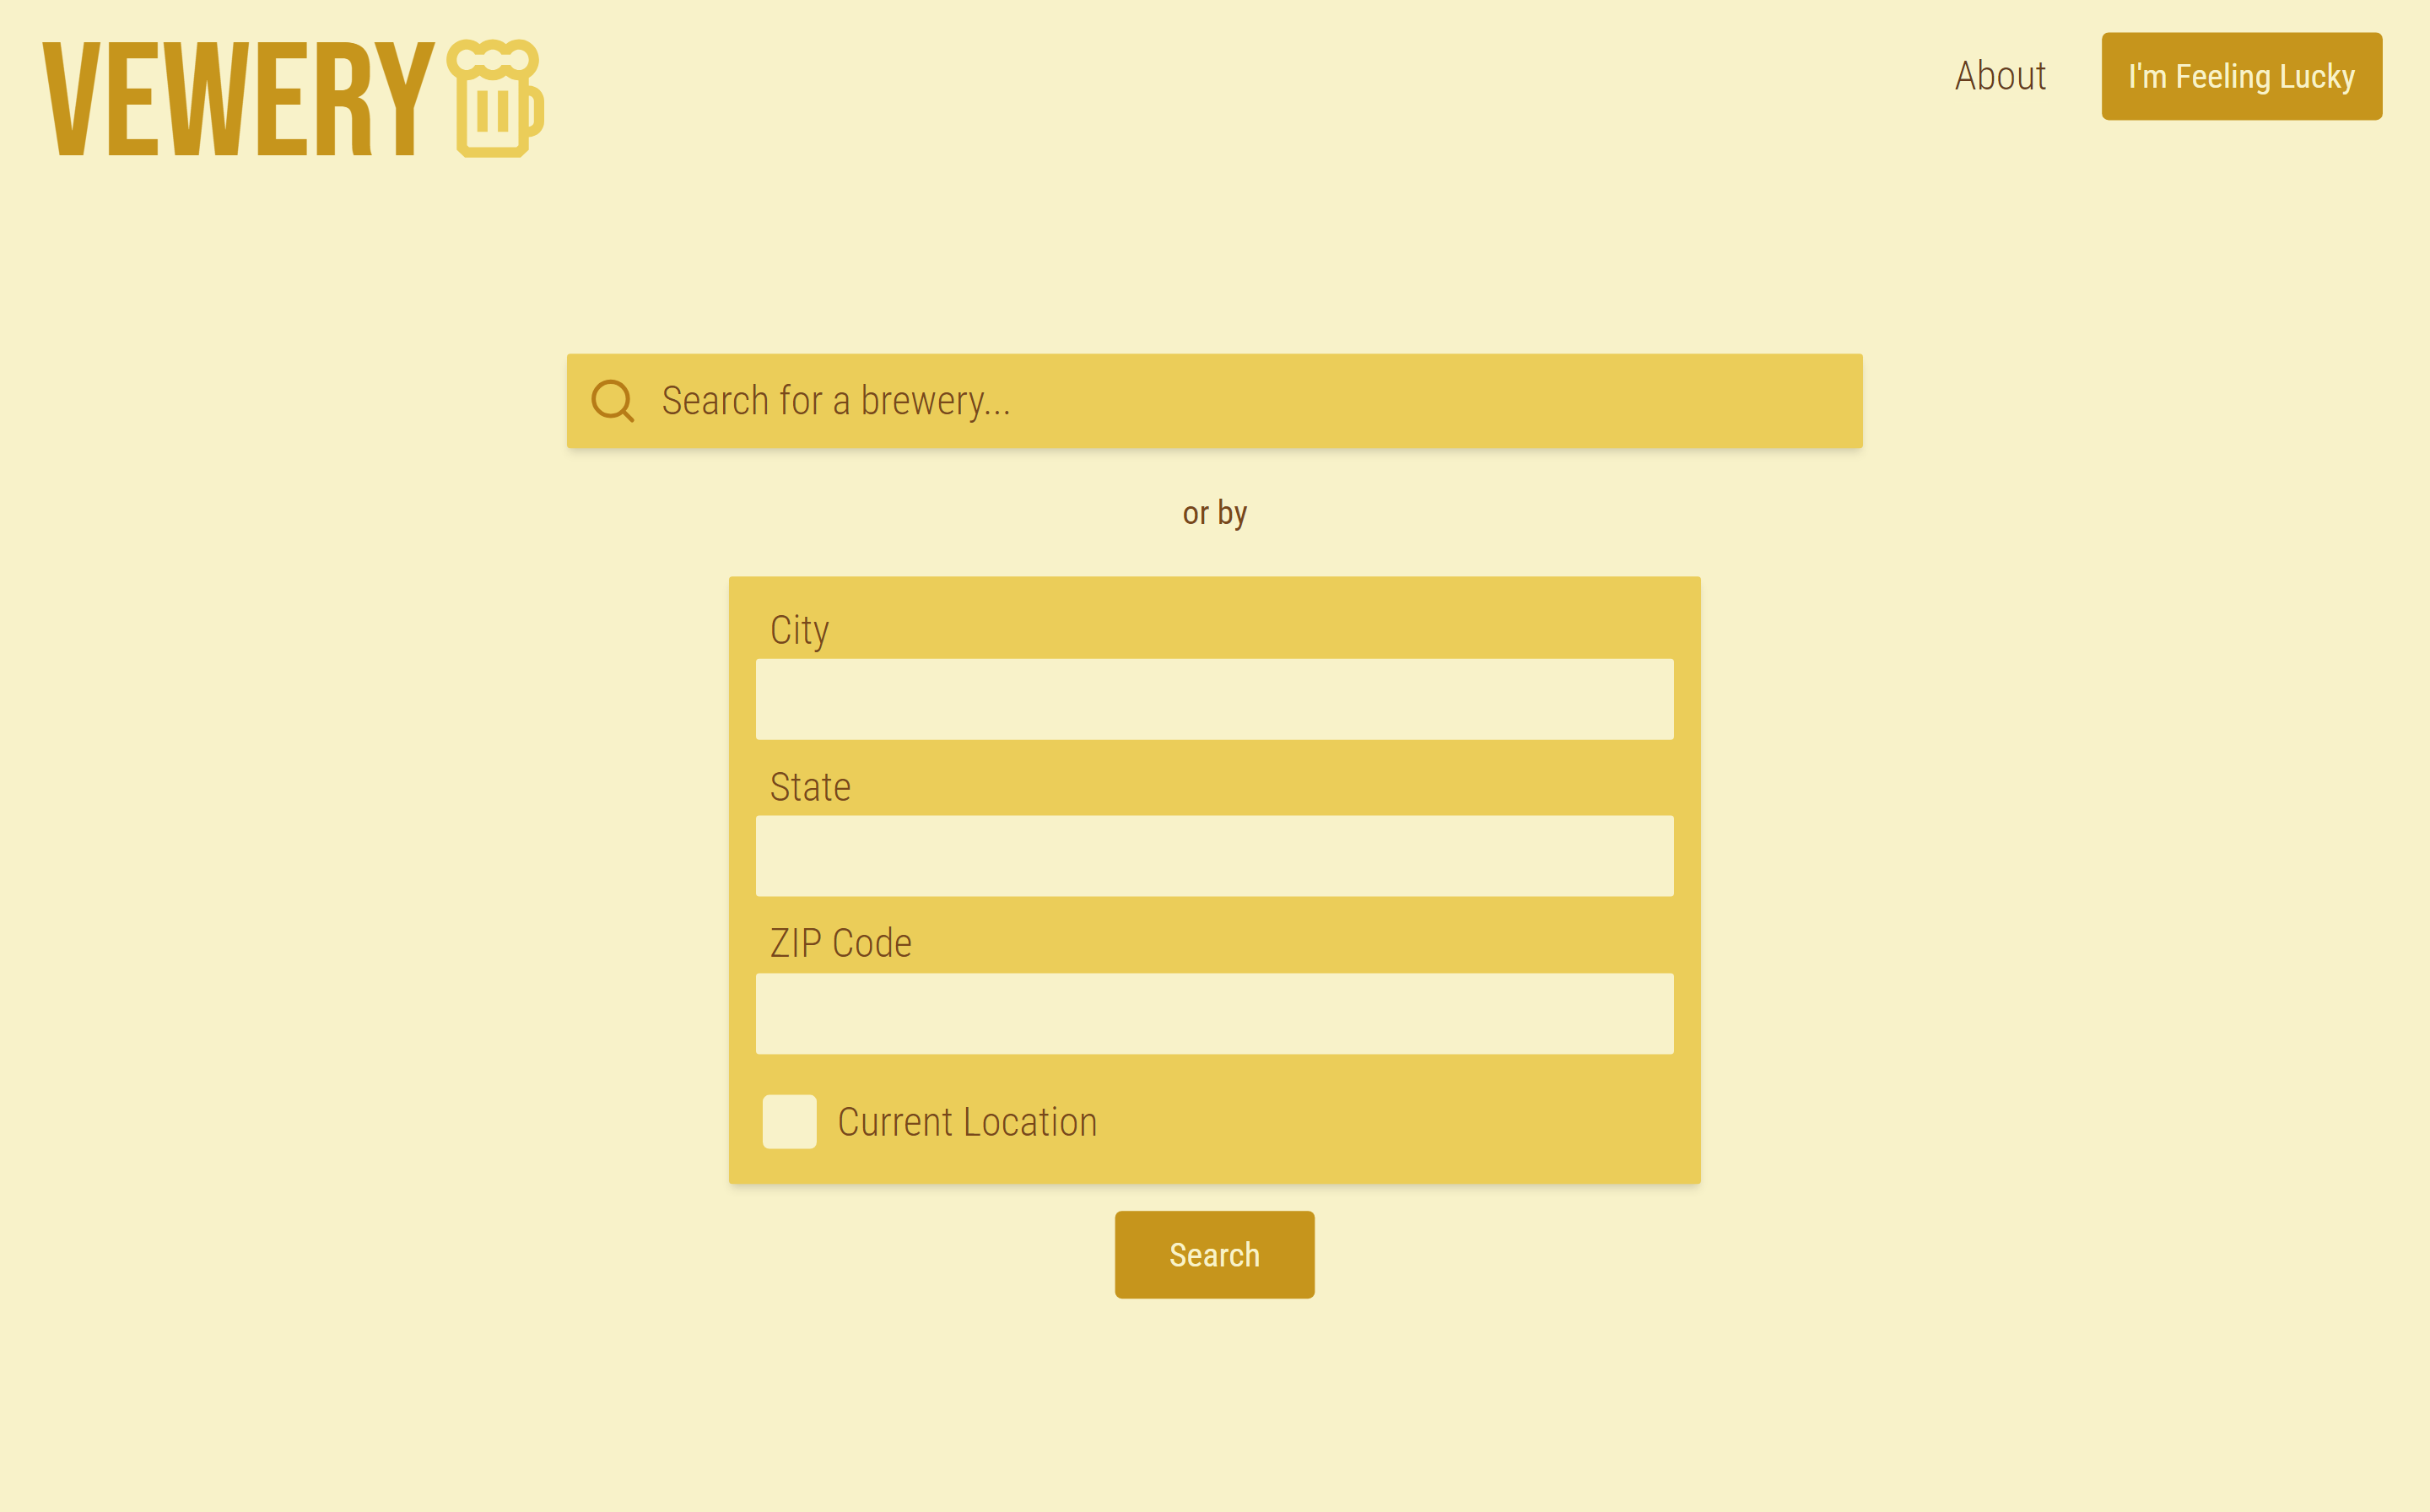 VEWERY
About
I'm Feeling Lucky
Search for a brewery...
or by
City
State
ZIP Code
Current Location
Search